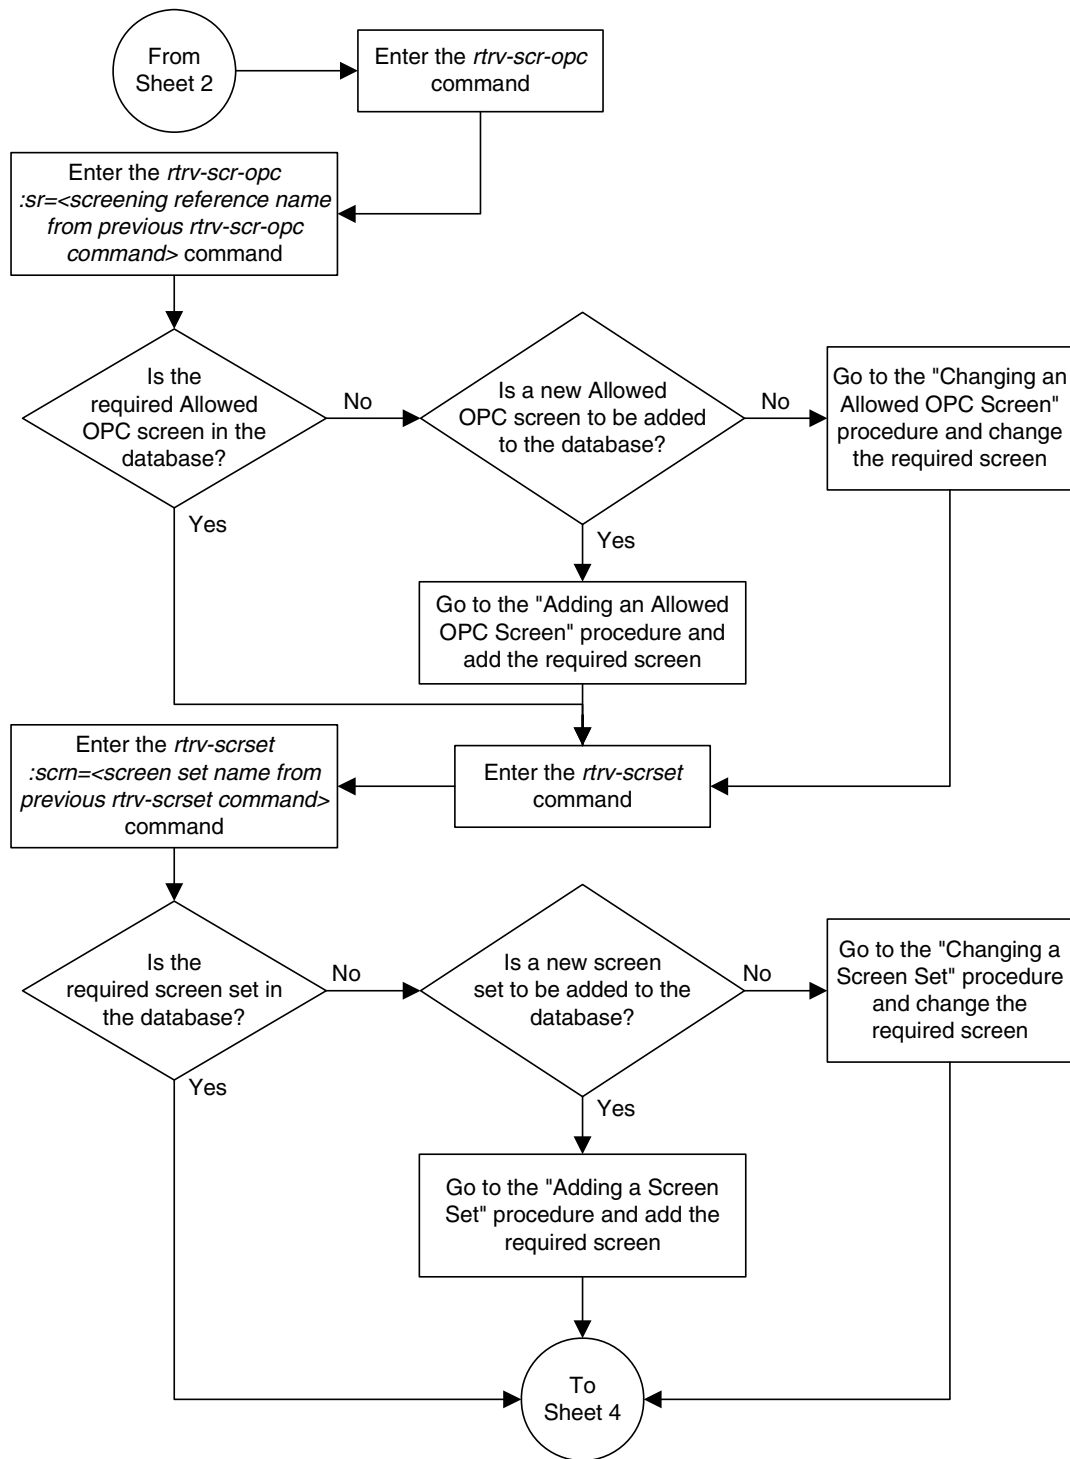 From
Sheet 2
Enter the rtrv-scr-opc
command
Enter the rtrv-scr-opc
:sr=<screening reference name
from previous rtrv-scr-opc
command> command
Is the
required Allowed
OPC screen in the
database?
No
Is a new Allowed
OPC screen to be added
to the database?
No
Go to the "Changing an
Allowed OPC Screen"
procedure and change
the required screen
Yes
Yes
Go to the "Adding an Allowed
OPC Screen" procedure and
add the required screen
Enter the rtrv-scrset
:scrn=<screen set name from
previous rtrv-scrset command>
command
Enter the rtrv-scrset
command
Is the
required screen set in
the database?
No
Is a new screen
set to be added to the
database?
No
Go to the "Changing a
Screen Set" procedure
and change the
required screen
Yes
Yes
Go to the "Adding a Screen
Set" procedure and add the
required screen
To
Sheet 4